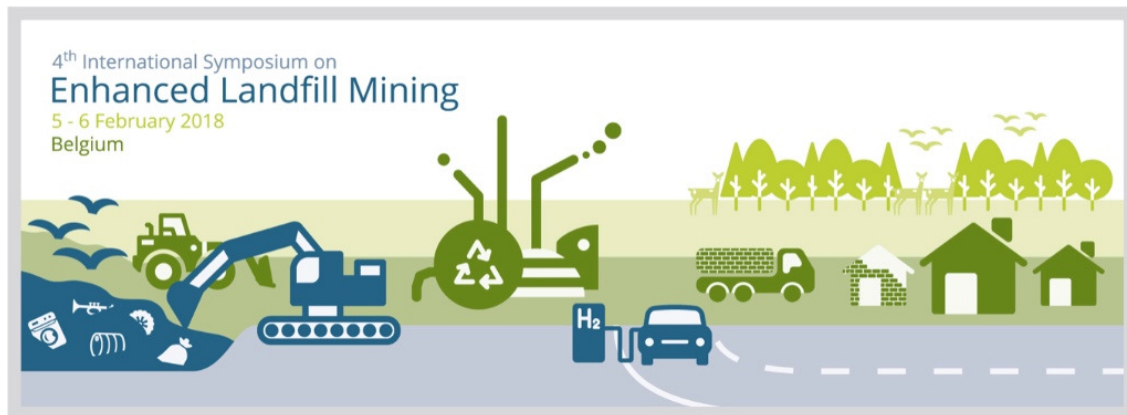 4th International Symposium on
Enhanced Landfill Mining
5 - 6 February 2018
Belgium
H2